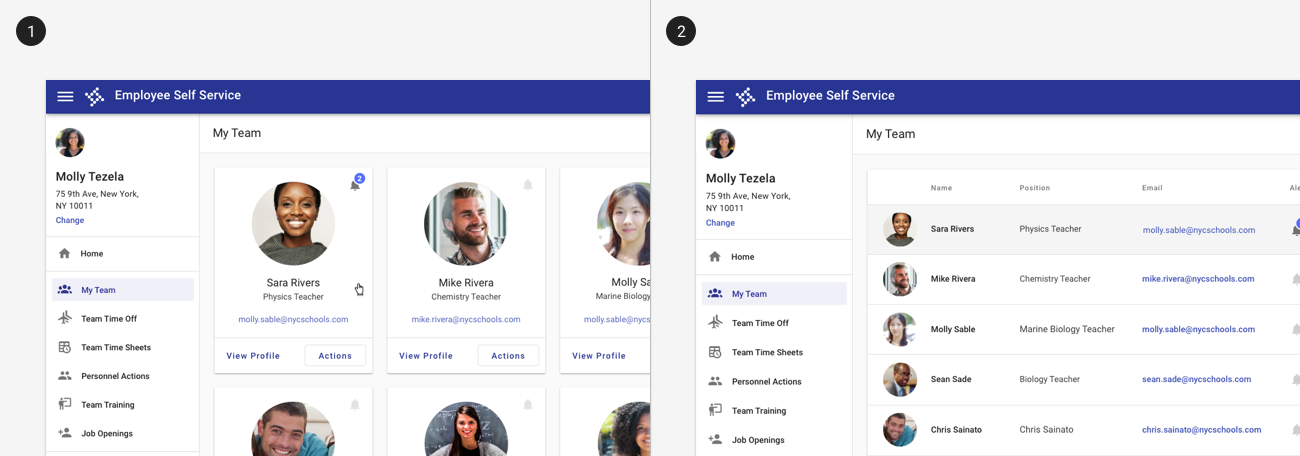 1
Employee Self Service
Molly Tezela
75 9th Ave, New York,
NY 10011
Change
Home
My Team
Team Time Off
Team Time Sheets
Personnel Actions
Team Training
Job Openings
My Team
2
Sara Rivers
Physics Teacher
molly.sable@nycschools.com
View Profile
Actions
Mike Rivera
Chemistry Teacher
mike.rivera@nycschools.com
View Profile
Actions
Molly Sa
Marine Biology
molly.sable@nycs
View Profile
2
Employee Self Service
Molly Tezela
75 9th Ave, New York,
NY 10011
Change
Home
My Team
Team Time Off
Team Time Sheets
Personnel Actions
Team Training
Job Openings
My Team
Name Position Email Ale
Sara Rivers Physics Teacher molly.sable@nycschools.com
Mike Rivera Chemistry Teacher mike.rivera@nycschools.com
Molly Sable Marine Biology Teacher molly.sable@nycschools.com
Sean Sade Biology Teacher sean.sade@nycschools.com
Chris Sainato Chris Sainato chris.sainato@nycschools.com